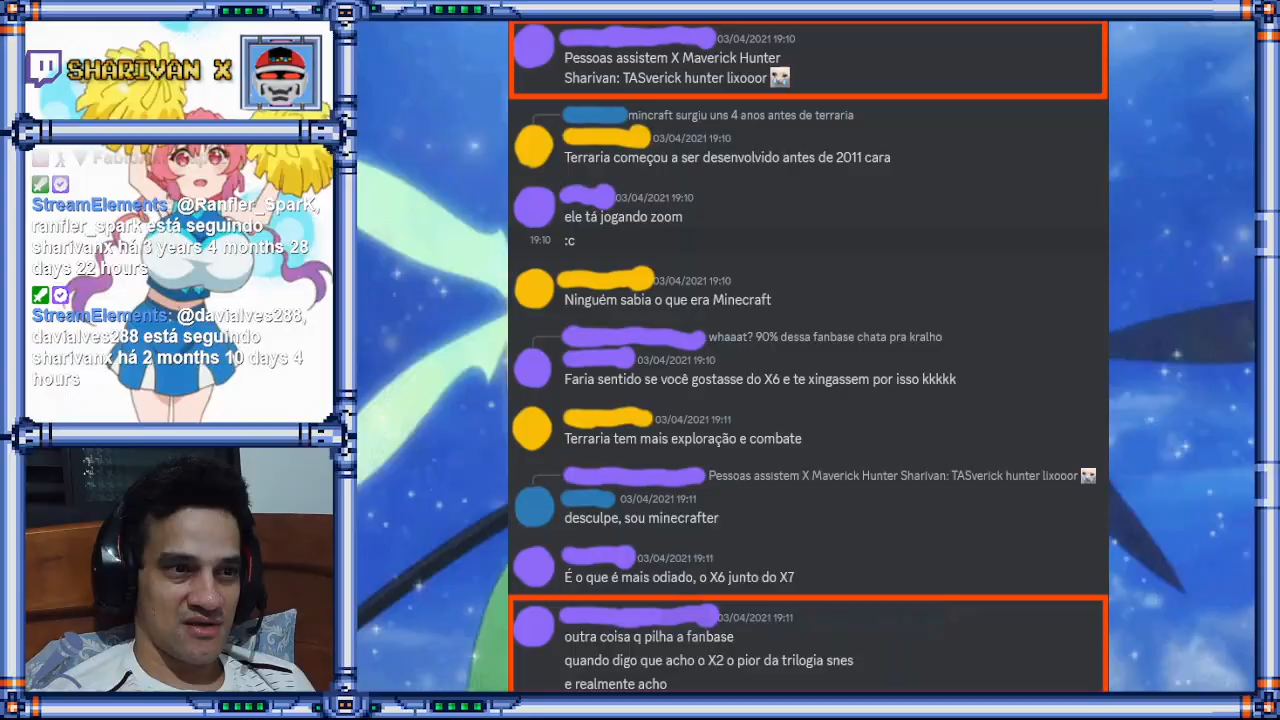 SHARIVAN X
StreamElements: @Ranfler_SparK,
ranfler_spark está seguindo
sharivanx há 3 years 4 months 28
days 22 hours
StreamElements: @davialves288,
davialves288 está seguindo
sharivanx há 2 months 10 days 4
hours
03/04/2021 19:10
Pessoas assistem X Maverick Hunter
Sharivan: TASverick hunter lixooor
mincraft surgiu uns 4 anos antes de terraria
03/04/2021 19:10
Terraria começou a ser desenvolvido antes de 2011 cara
03/04/2021 19:10
ele tá jogando zoom
19:10 :c
03/04/2021 19:10
Ninguém sabia o que era Minecraft
whaaat? 90% dessa fanbase chata pra kralho
03/04/2021 19:10
Faria sentido se você gostasse do X6 e te xingassem por isso kkkkk
03/04/2021 19:11
Terraria tem mais exploração e combate
Pessoas assistem X Maverick Hunter Sharivan: TASverick hunter lixooor
03/04/2021 19:11
desculpe, sou minecrafter
03/04/2021 19:11
É o que é mais odiado, o X6 junto do X7
03/04/2021 19:11
outra coisa q pilha a fanbase
quando digo que acho o X2 o pior da trilogia snes
e realmente acho